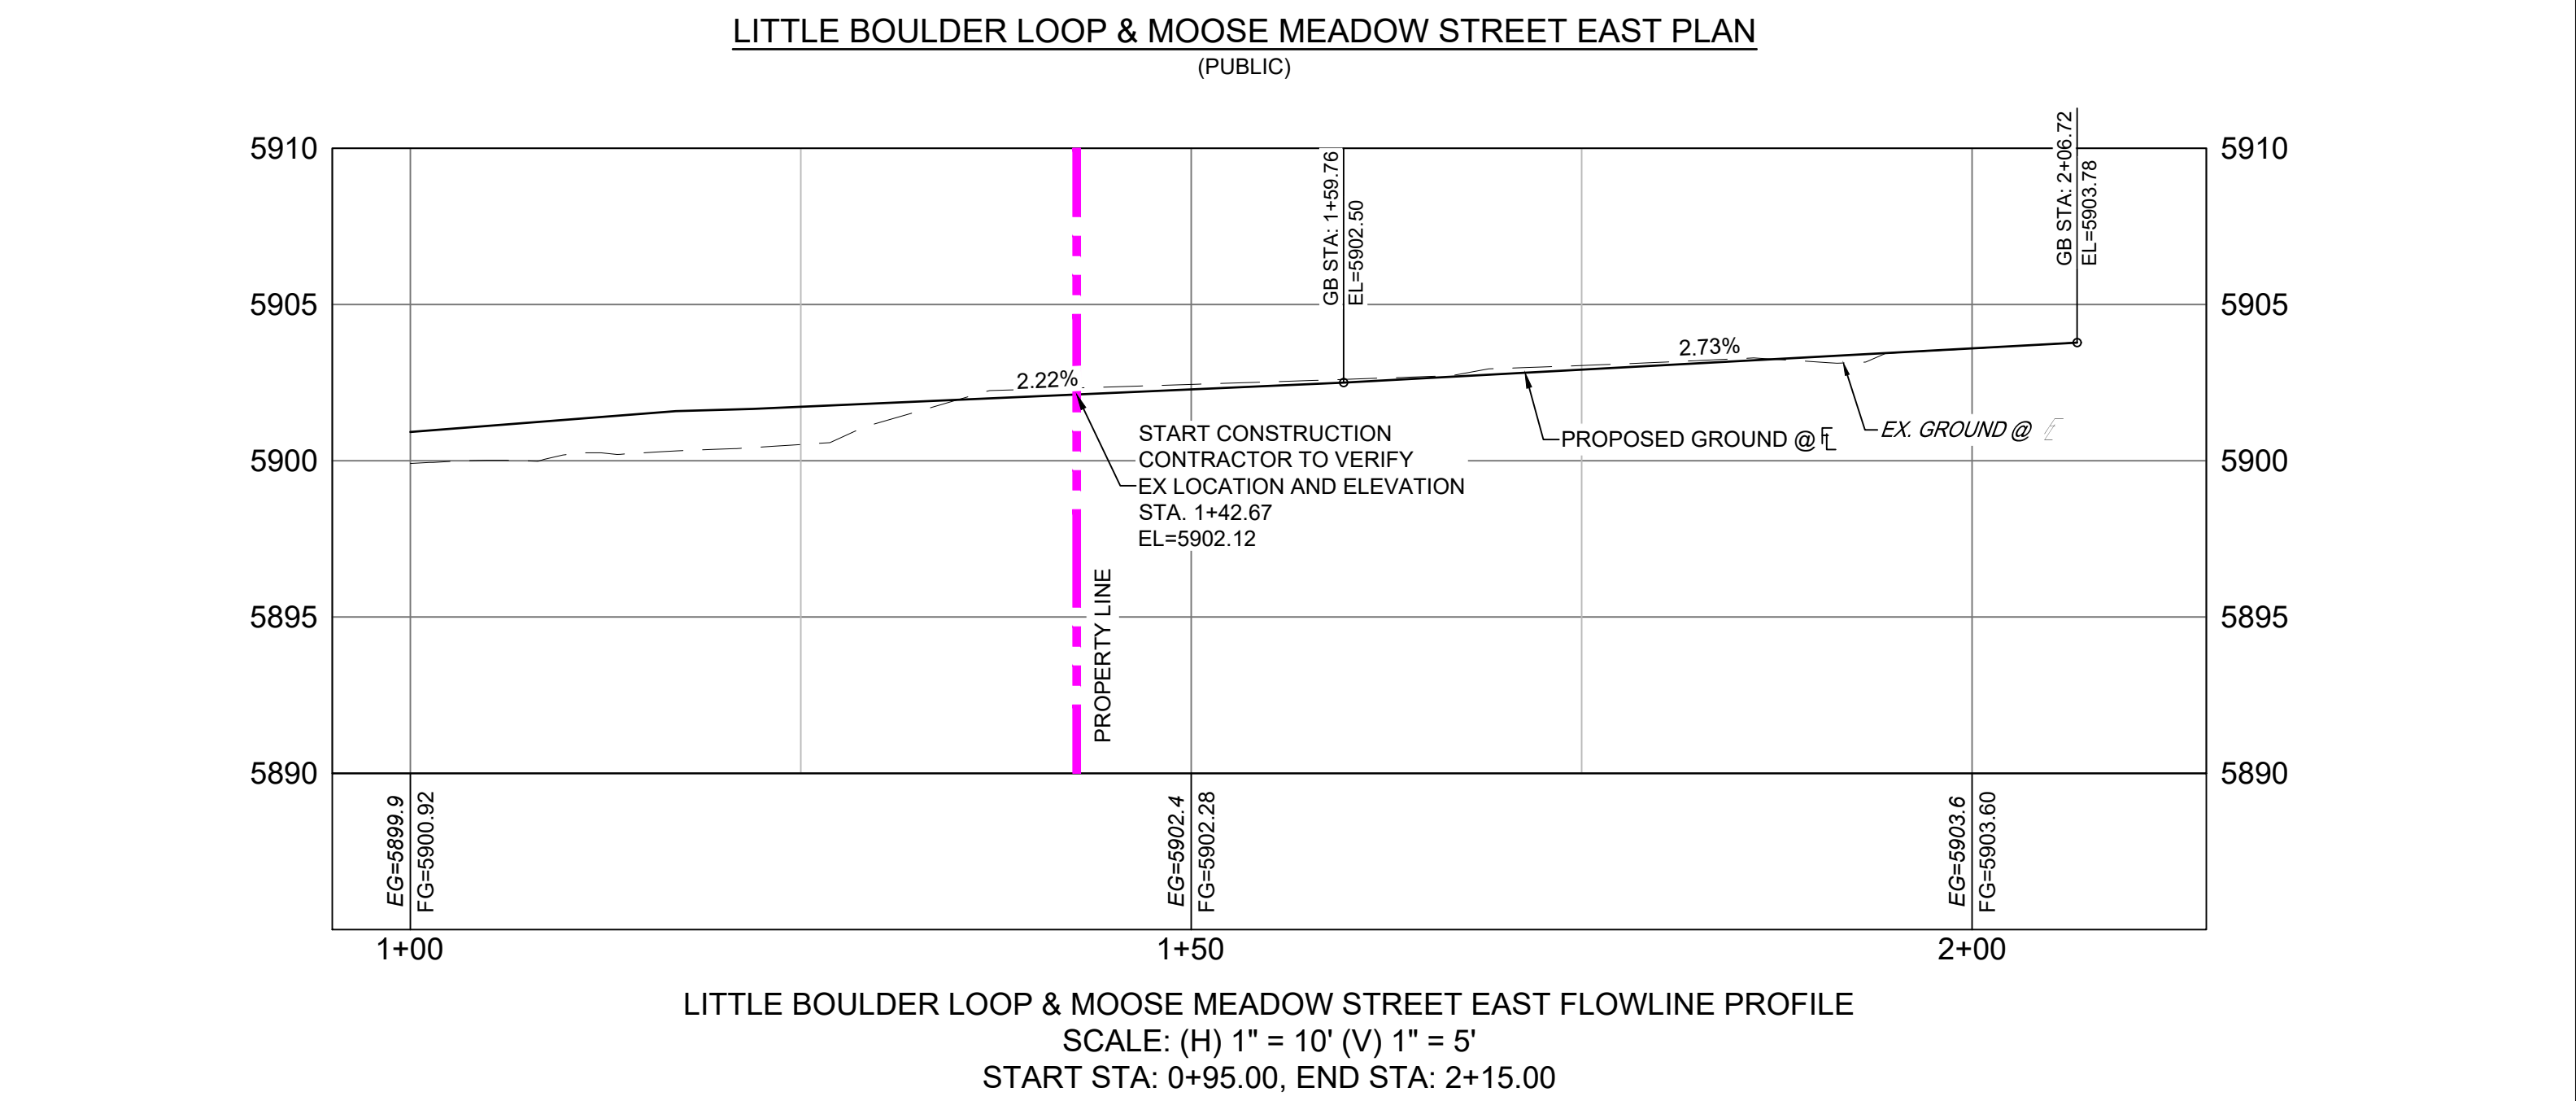 LITTLE BOULDER LOOP & MOOSE MEADOW STREET EAST PLAN
(PUBLIC)
5910
5905
5900
5895
5890
5910
5905
5900
5895
5890
GB STA: 1+59.76
EL=5902.50
GB STA: 2+06.72
EL=5903.78
2.22%
2.73%
START CONSTRUCTION
CONTRACTOR TO VERIFY
EX LOCATION AND ELEVATION
STA. 1+42.67
EL=5902.12
PROPOSED GROUND @ FL
EX. GROUND @
PROPERTY LINE
EG=5899.9
FG=5900.92
EG=5902.4
FG=5902.28
EG=5903.6
FG=5903.60
1+00
1+50
2+00
LITTLE BOULDER LOOP & MOOSE MEADOW STREET EAST FLOWLINE PROFILE
SCALE: (H) 1" = 10' (V) 1" = 5'
START STA: 0+95.00, END STA: 2+15.00